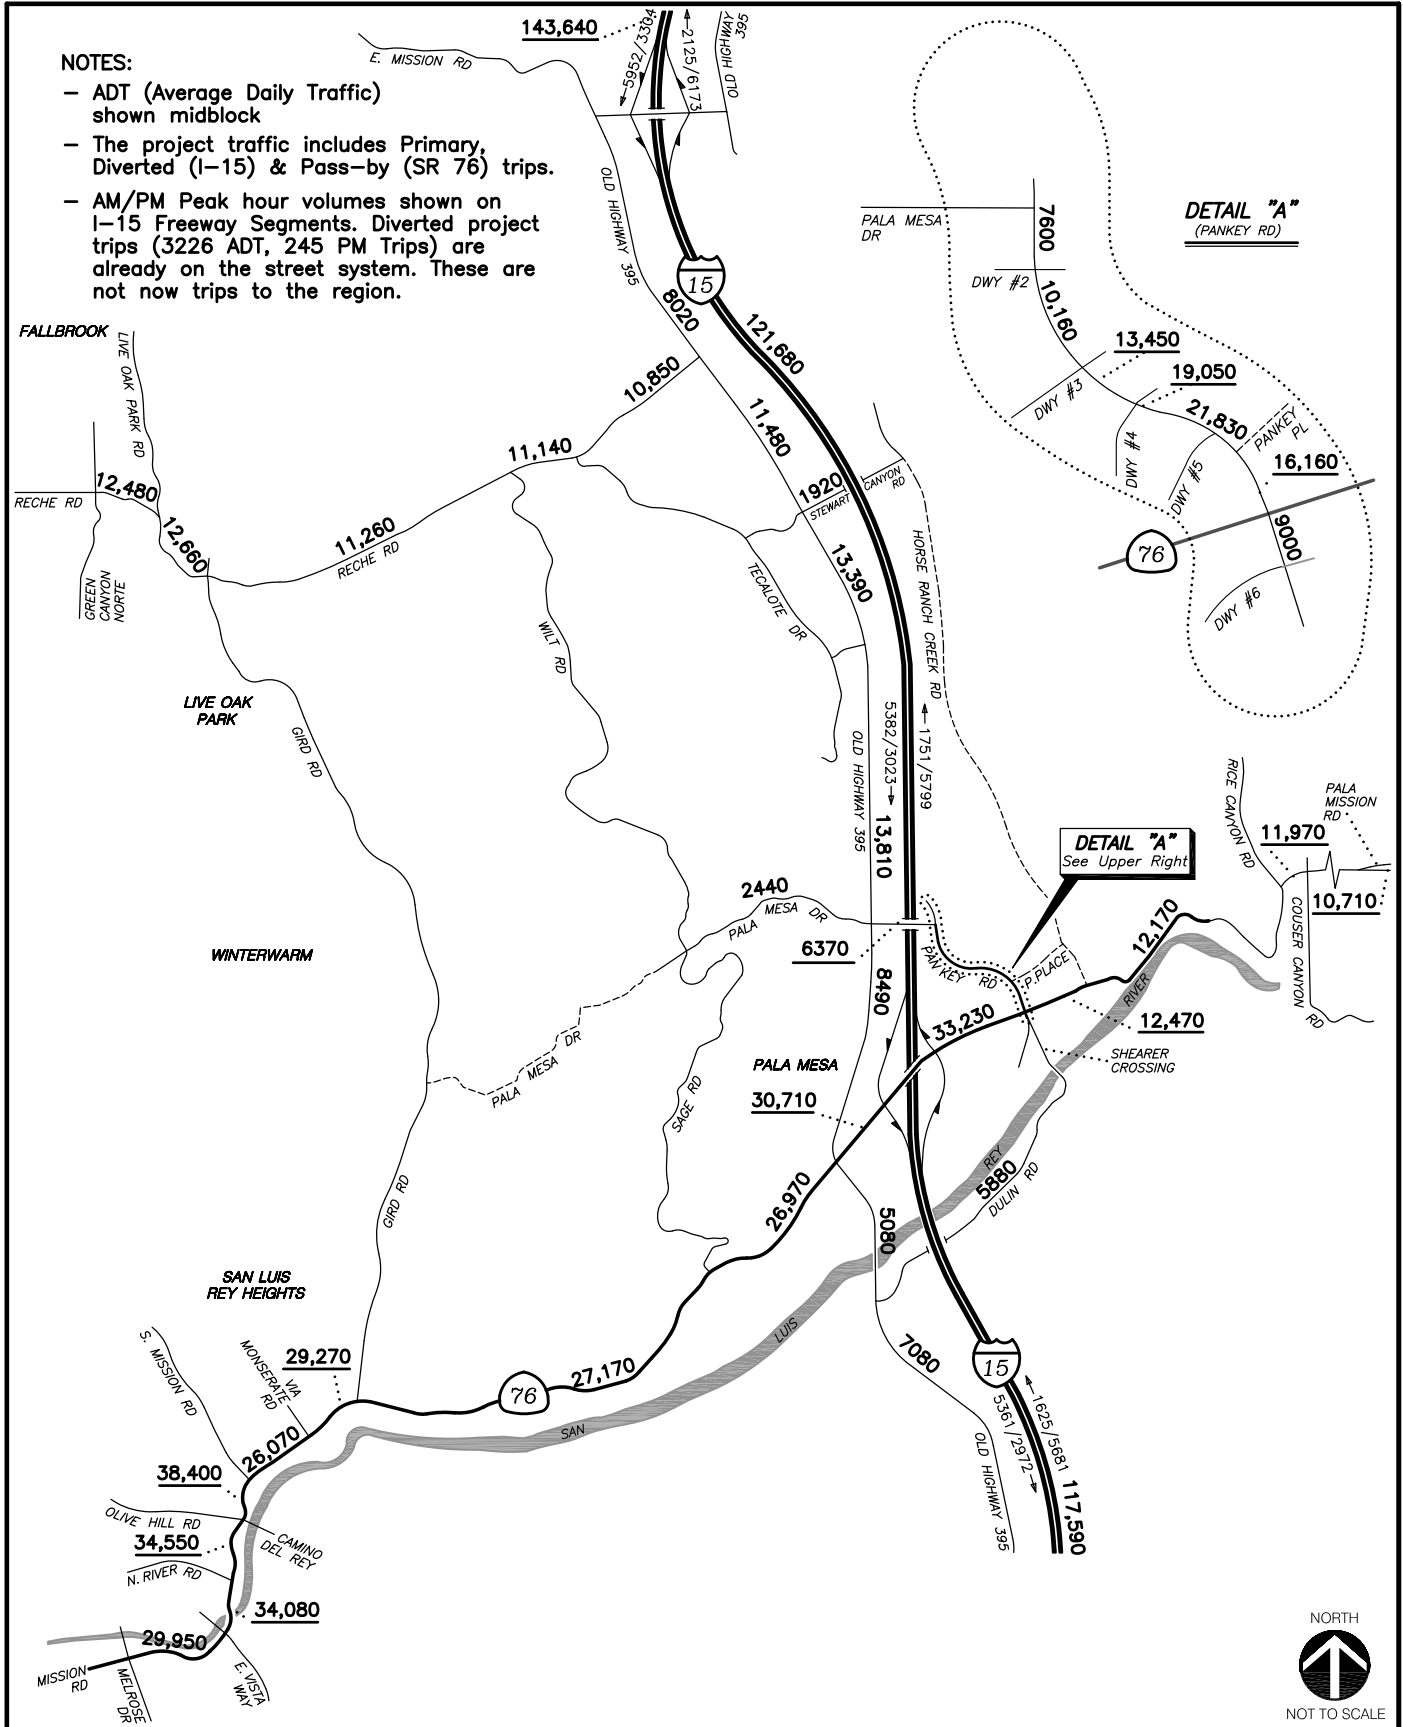 NOTES:
– ADT (Average Daily Traffic)
shown midblock
– The project traffic includes Primary,
Diverted (I–15) & Pass–by (SR 76) trips.
– AM/PM Peak hour volumes shown on
I–15 Freeway Segments. Diverted project
trips (3226 ADT, 245 PM Trips) are
already on the street system. These are
not now trips to the region.
143,640
E. MISSION RD
5952/3304
2125/6173
OLD HIGHWAY
395
OLD HIGHWAY 395
15
8020
121,680
DETAIL "A"
(PANKEY RD)
PALA MESA
DR
7600
DWY #2
10,160
13,450
DWY #3
19,050
DWY #4
21,830
DWY #5
PANKEY
PL
16,160
76
9000
DWY #6
FALLBROOK
LIVE OAK PARK RD
10,850
11,480
11,140
12,480
RECHE RD
12,660
11,260
RECHE RD
GREEN
CANYON
NORTE
1920
STEWART
CANYON
RD
13,390
HORSE RANCH CREEK RD
TECALOTE DR
WILT RD
LIVE OAK
PARK
GIRD RD
5382/3023
1751/5799
OLD HIGHWAY 395
13,810
RICE CANYON RD
PALA
MISSION
RD
DETAIL "A"
See Upper Right
11,970
10,710
COUSER CANYON
RD
2440
PALA MESA DR
WINTERWARM
6370
8490
PANKEY RD
P.PLACE
12,170
RIVER
33,230
12,470
SHEARER
CROSSING
PALA MESA DR
PALA MESA
30,710
SAGE RD
GIRD RD
26,970
5080
REY
5880
DULIN RD
SAN LUIS
REY HEIGHTS
S. MISSION RD
VIA
MONSERATE
RD
29,270
76
27,170
LUIS
7080
15
SAN
5361/2972
1625/5681
117,590
OLD HIGHWAY 395
26,070
38,400
OLIVE HILL RD
34,550
CAMINO
DEL REY
N. RIVER RD
34,080
29,950
MISSION
RD
MELROSE
DR
E. VISTA
WAY
NORTH
NOT TO SCALE